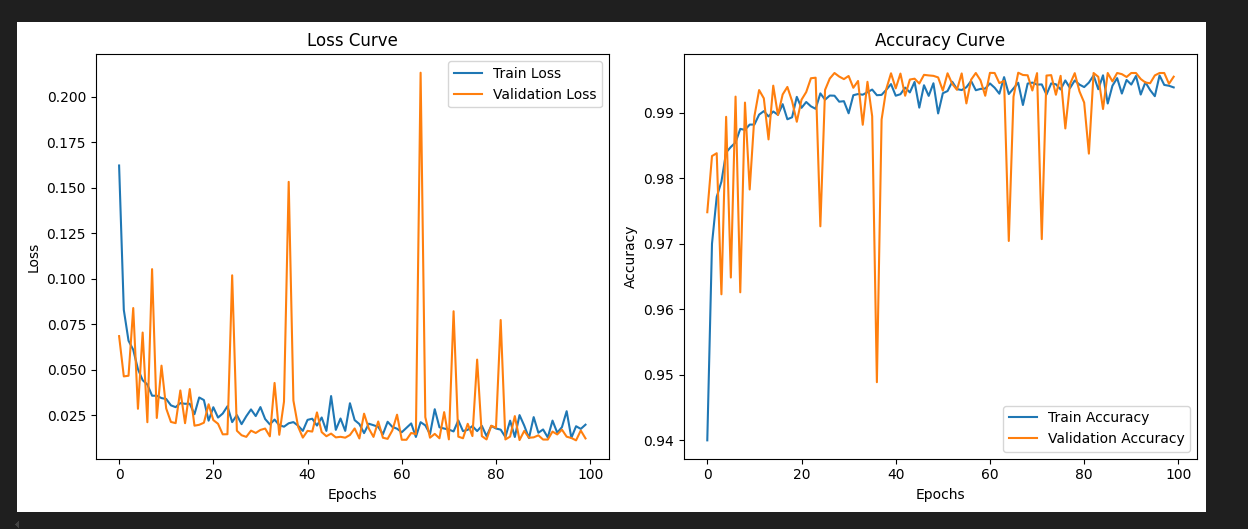 Loss Curve
Train Loss
Validation Loss
0.200
0.175
0.150
0.125
0.100
0.075
0.050
0.025
Loss
0 20 40 60 80 100
Epochs
Accuracy Curve
0.99
0.98
0.97
0.96
0.95
0.94
Accuracy
Train Accuracy
Validation Accuracy
0 20 40 60 80 100
Epochs